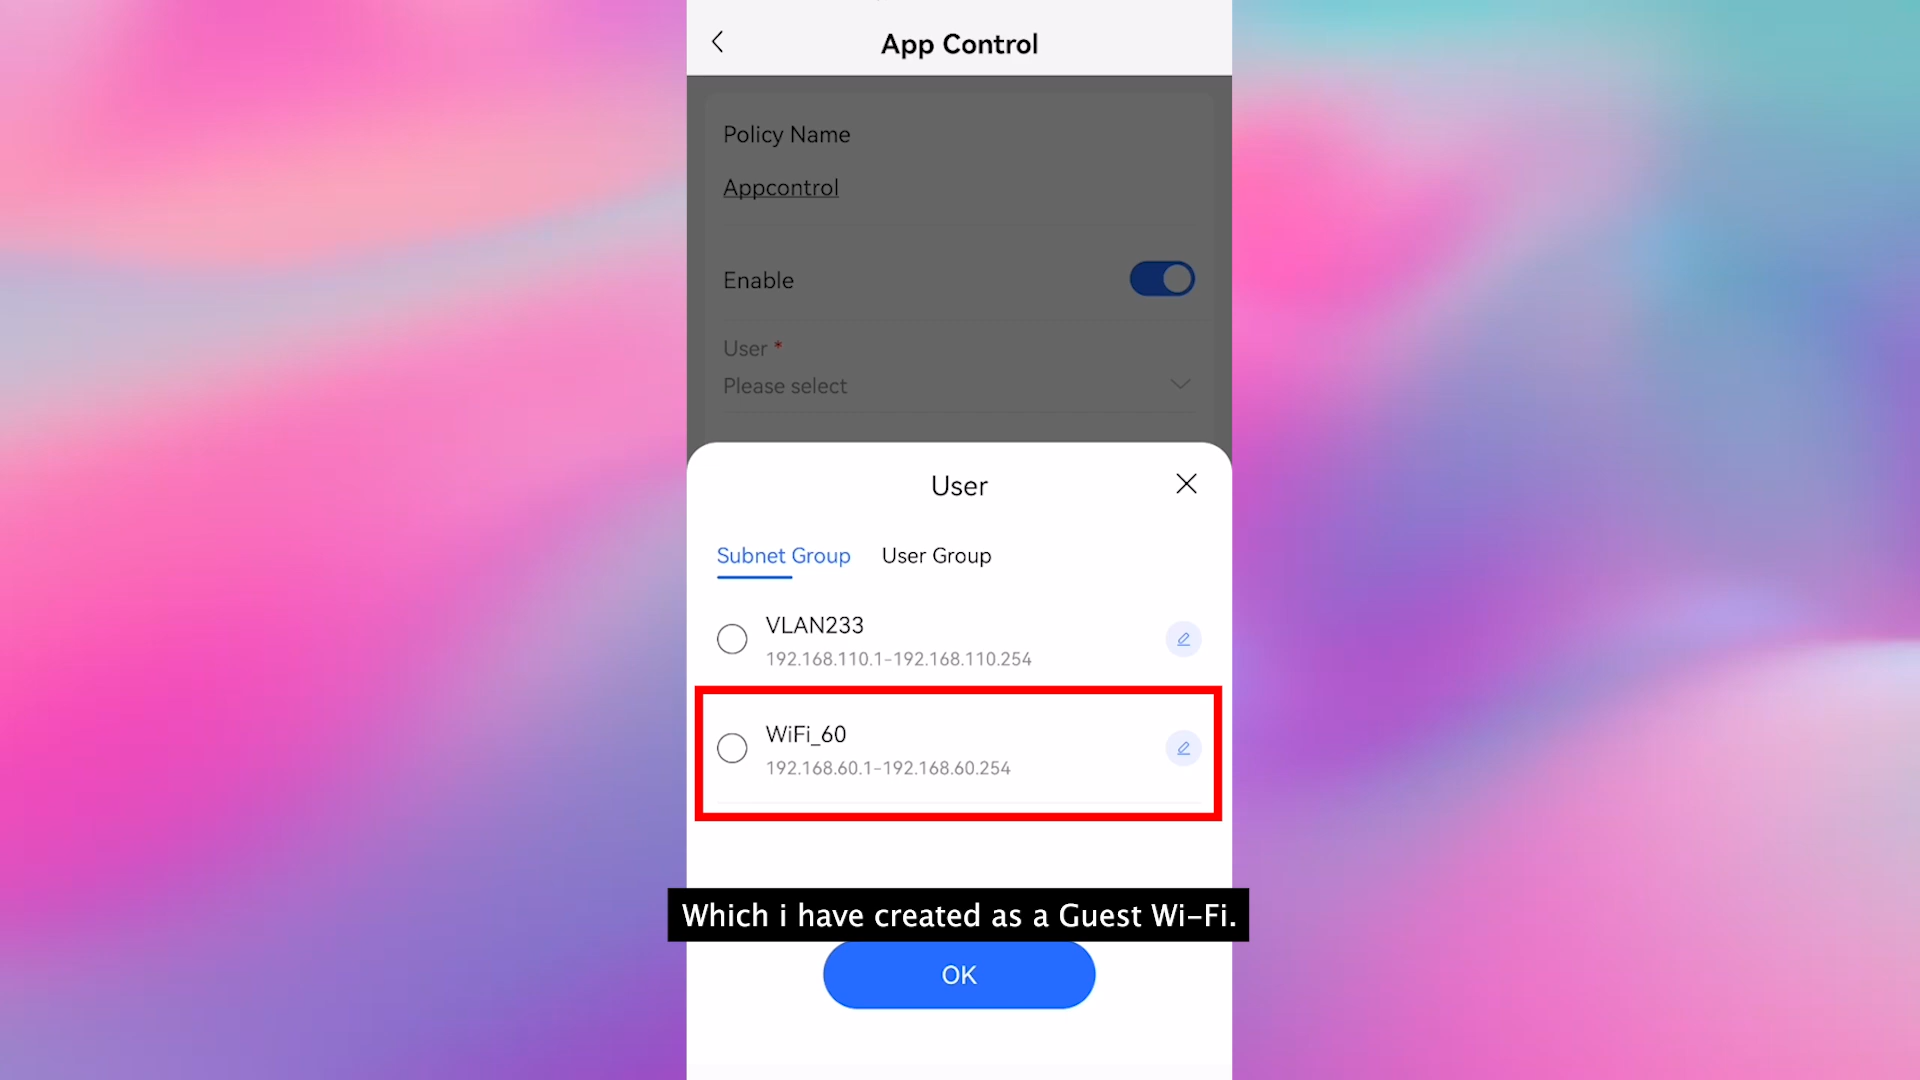 App Control
Policy Name
Appcontrol
Enable
User *
Please select
User
Subnet Group
User Group
VLAN233
192.168.110.1-192.168.110.254
WiFi_60
192.168.60.1-192.168.60.254
Which i have created as a Guest Wi-Fi.
OK